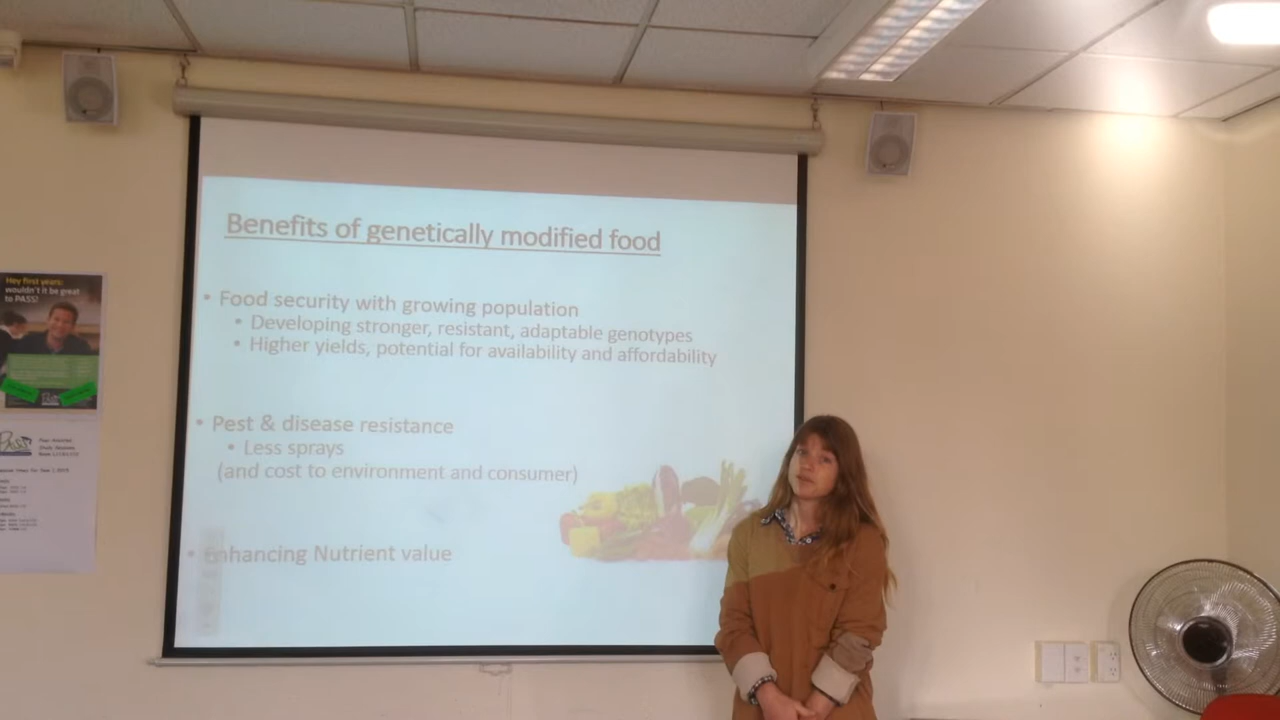 Benefits of genetically modified food
• Food security with growing population
• Developing stronger, resistant, adaptable genotypes
• Higher yields, potential for availability and affordability
• Pest & disease resistance
• Less sprays
(and cost to environment and consumer)
• Enhancing Nutrient value
Hey first years:
wouldn't it be great
to PASS?
PASS